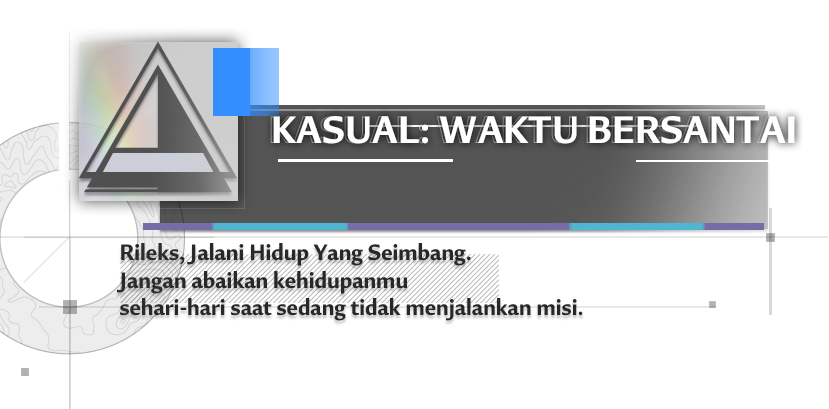 KASUAL: WAKTU BERSANTAI
Rileks, Jalani Hidup Yang Seimbang.
Jangan abaikan kehidupanmu
sehari-hari saat sedang tidak menjalankan misi.